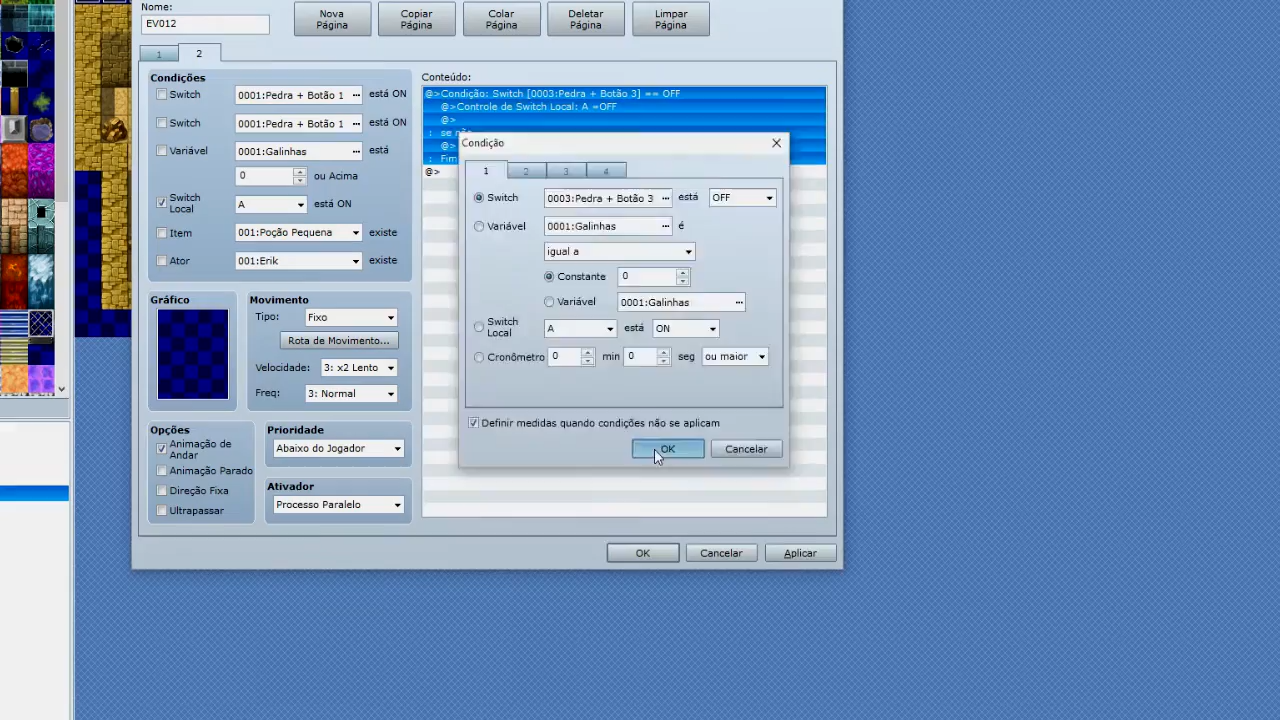 Nome:
EV012
Nova Página
Copiar Página
Colar Página
Deletar Página
Limpar Página
1
2
Condições
Switch 0001:Pedra + Botão 1 ... está ON
Switch 0001:Pedra + Botão 1 ... está ON
Variável 0001:Galinhas ... está
0 ou Acima
Switch Local A está ON
Item 001:Poção Pequena existe
Ator 001:Erik existe
Gráfico
Movimento
Tipo: Fixo
Rota de Movimento...
Velocidade: 3: x2 Lento
Freq: 3: Normal
Opções
Animação de Andar
Animação Parado
Direção Fixa
Ultrapassar
Prioridade
Abaixo do Jogador
Ativador
Processo Paralelo
Conteúdo:
@>Condição: Switch [0003:Pedra + Botão 3] == OFF
@>Controle de Switch Local: A =OFF
@>
: se
@>
: Fim
@>
Condição
1 2 3 4
Switch 0003:Pedra + Botão 3 ... está OFF
Variável 0001:Galinhas ... é
igual a
Constante 0
Variável 0001:Galinhas ...
Switch Local A está ON
Cronômetro 0 min 0 seg ou maior
Definir medidas quando condições não se aplicam
OK Cancelar
OK Cancelar Aplicar